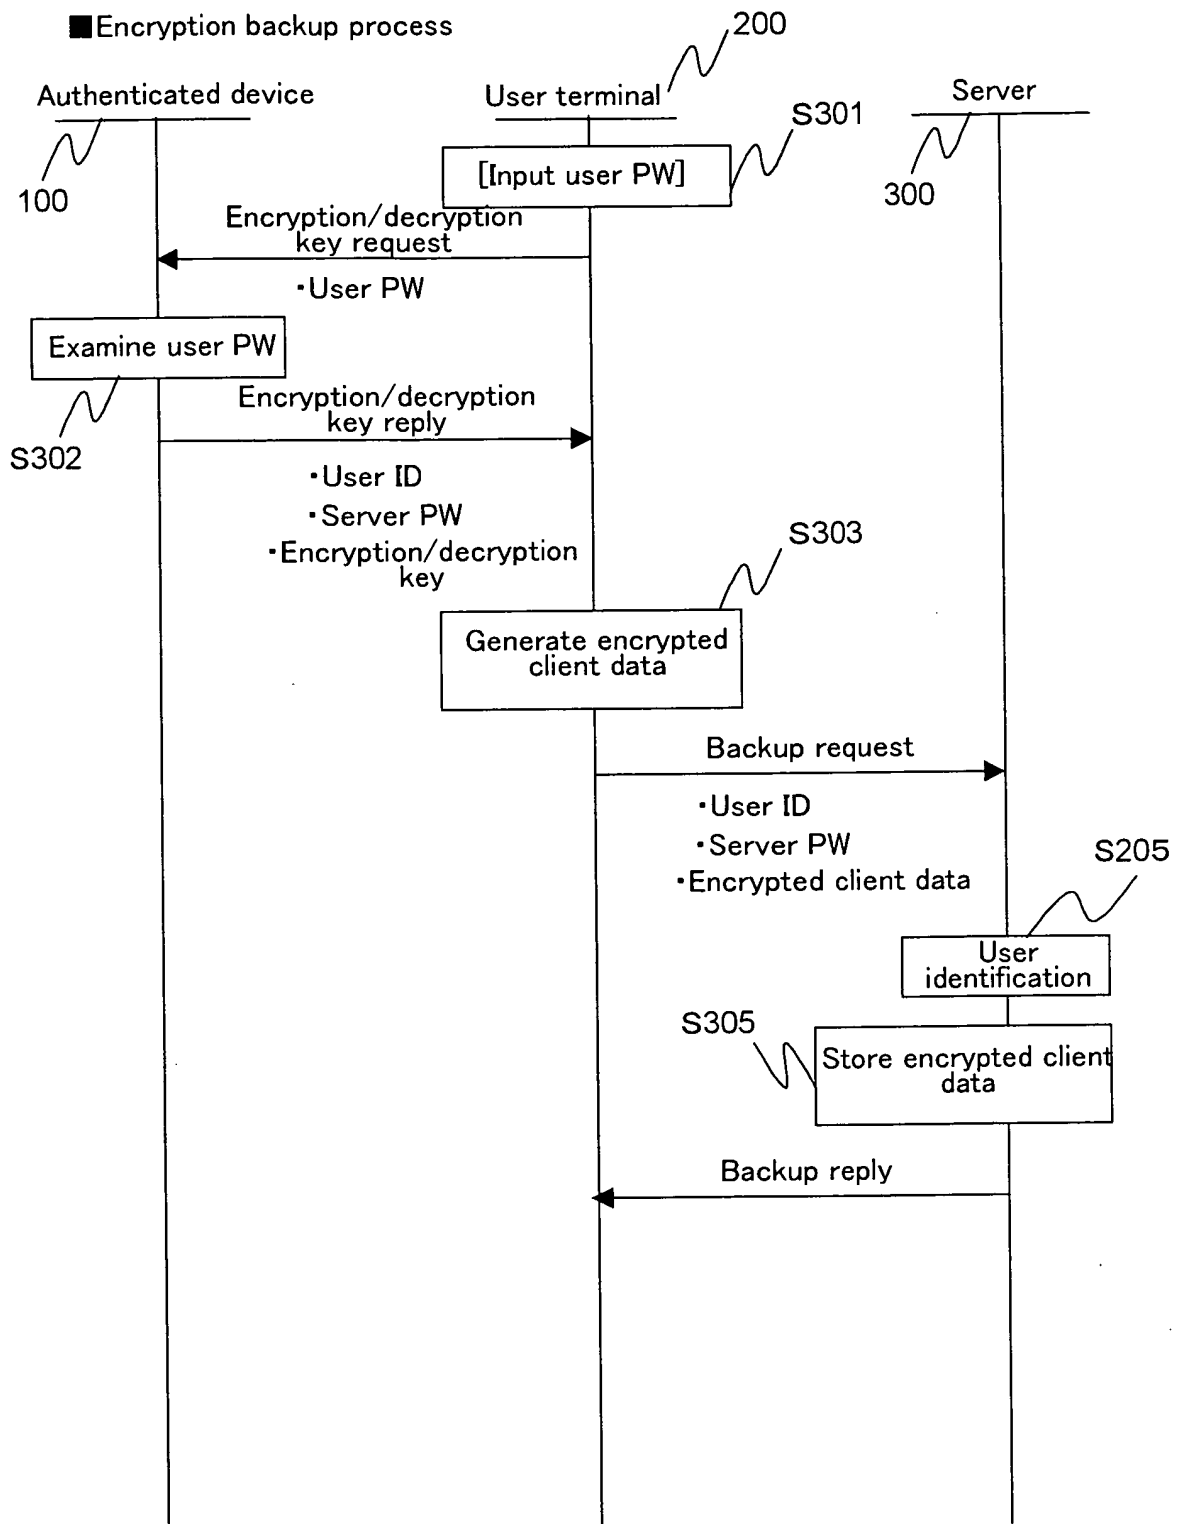 ■Encryption backup process
200
Authenticated device
User terminal
Server
S301
[Input user PW]
100
300
Encryption/decryption
key request
・User PW
Examine user PW
S302
Encryption/decryption
key reply
・User ID
・Server PW
・Encryption/decryption
key
S303
Generate encrypted
client data
Backup request
・User ID
・Server PW
・Encrypted client data
S205
User
identification
S305
Store encrypted client
data
Backup reply